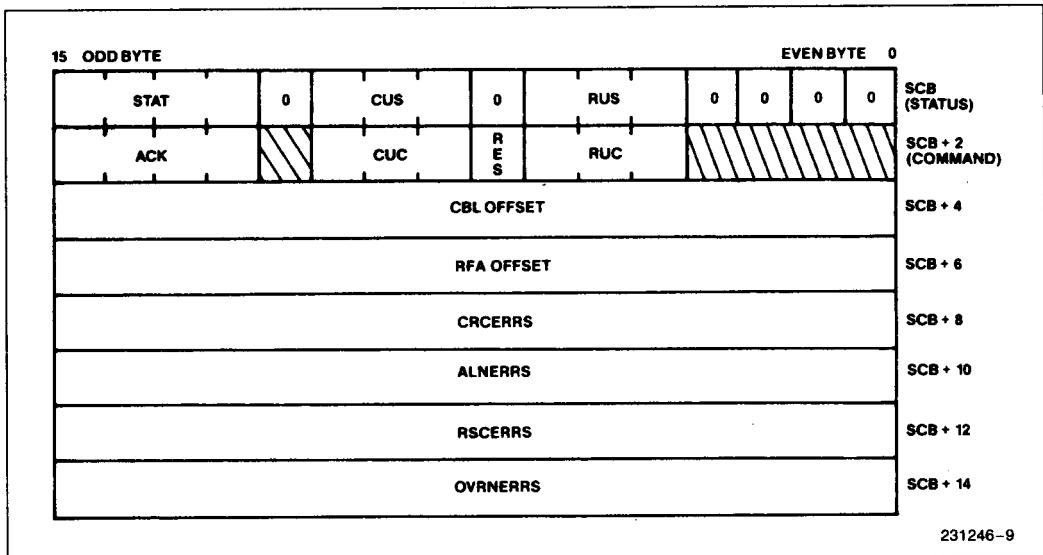 15 ODD BYTE EVEN BYTE 0
STAT 0 CUS 0 RUS 0 0 0 0 SCB (STATUS)
ACK CUC RES RUC SCB + 2 (COMMAND)
CBL OFFSET SCB + 4
RFA OFFSET SCB + 6
CRCERRS SCB + 8
ALNERRS SCB + 10
RSCERRS SCB + 12
OVRNERRS SCB + 14
231246-9